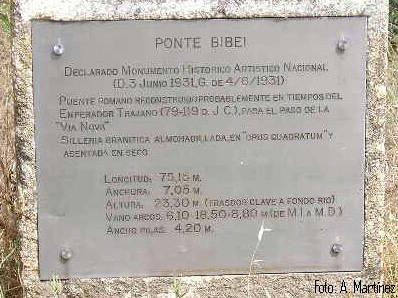 PONTE BIBEI
DECLARADO MONUMENTO HISTORICO ARTISTICO NACIONAL
(D. 3 JUNIO 1931, G. DE 4/6/1931)
PUENTE ROMANO RECONSTRUIDO PROBABLEMENTE EN TIEMPOS DEL
EMPERADOR TRAJANO (79-119 D. J.C.), PARA EL PASO DE LA
"VIA NOVA"
SILLERIA GRANITICA ALMOHADILLADA, EN "OPUS QUADRATUM" Y
ASENTADA EN SECO
LONGITUD: 75,15 M.
ANCHURA: 7,05 M.
ALTURA: 23,30 M. (TRASDOS CLAVE A FONDO RIO)
VANO ARCOS: 6,10-18,50-8,80 M (DE M.I. A M.D.)
ANCHO PILAS: 4,20 M.
Foto: A. Martínez